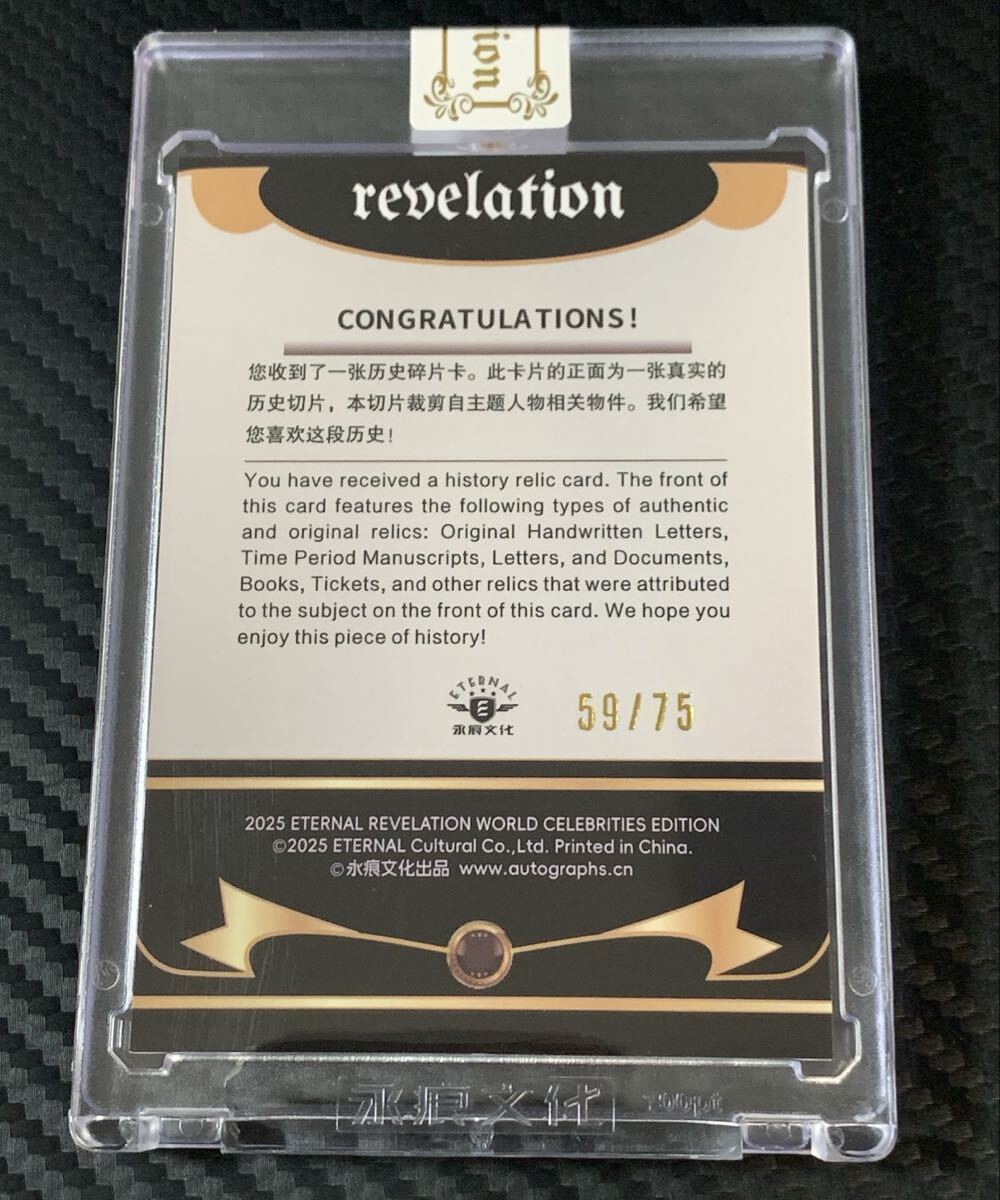 tion
revelation
CONGRATULATIONS!
您收到了一张历史碎片卡。此卡片的正面为一张真实的
历史切片，本切片裁剪自主题人物相关物件。我们希望
您喜欢这段历史！
You have received a history relic card. The front of
this card features the following types of authentic
and original relics: Original Handwritten Letters,
Time Period Manuscripts, Letters, and Documents,
Books, Tickets, and other relics that were attributed
to the subject on the front of this card. We hope you
enjoy this piece of history!
ETERNAL
E
永痕文化
59/75
2025 ETERNAL REVELATION WORLD CELEBRITIES EDITION
©2025 ETERNAL Cultural Co.,Ltd. Printed in China.
©永痕文化出品 www.autographs.cn
永痕文化 100pt